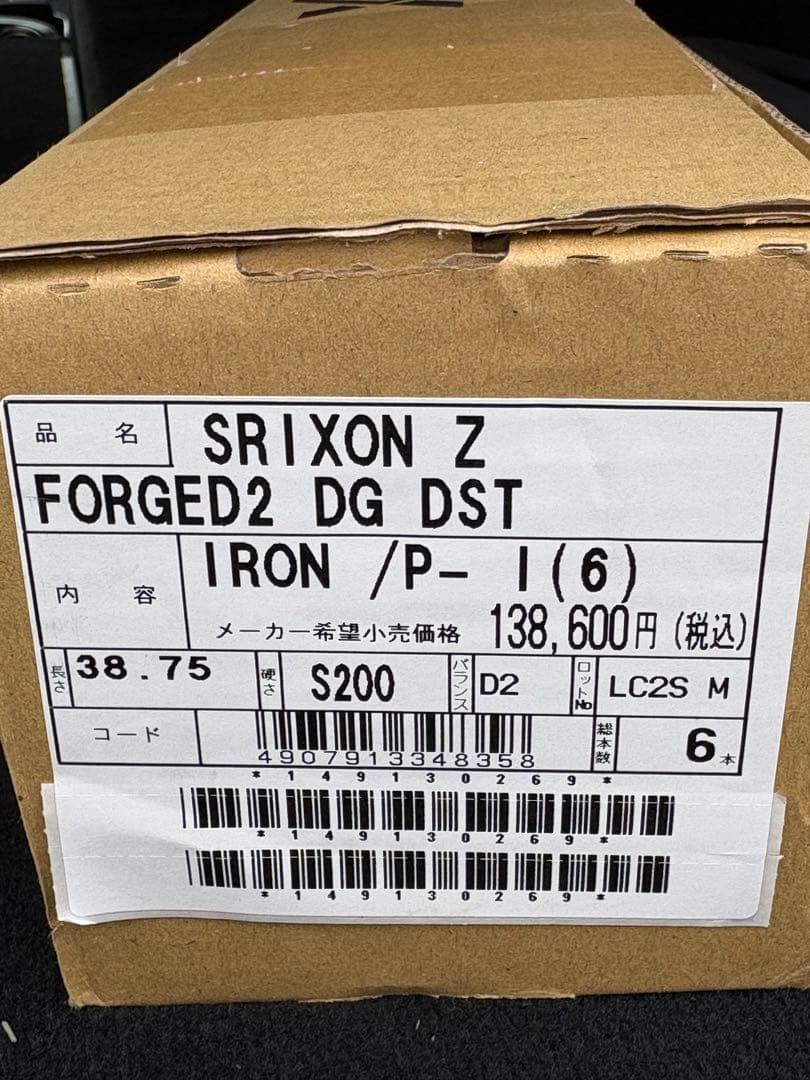 品名 SRIXON Z
FORGED2 DG DST
内容 IRON /P- I(6)
メーカー希望小売価格 138,600円(税込)
長さ 38.75 硬さ S200 バランス D2 ロットNo LC2S M
コード 4907913348358 総本数 6本
*149130269*
*149130269*
*149130269*